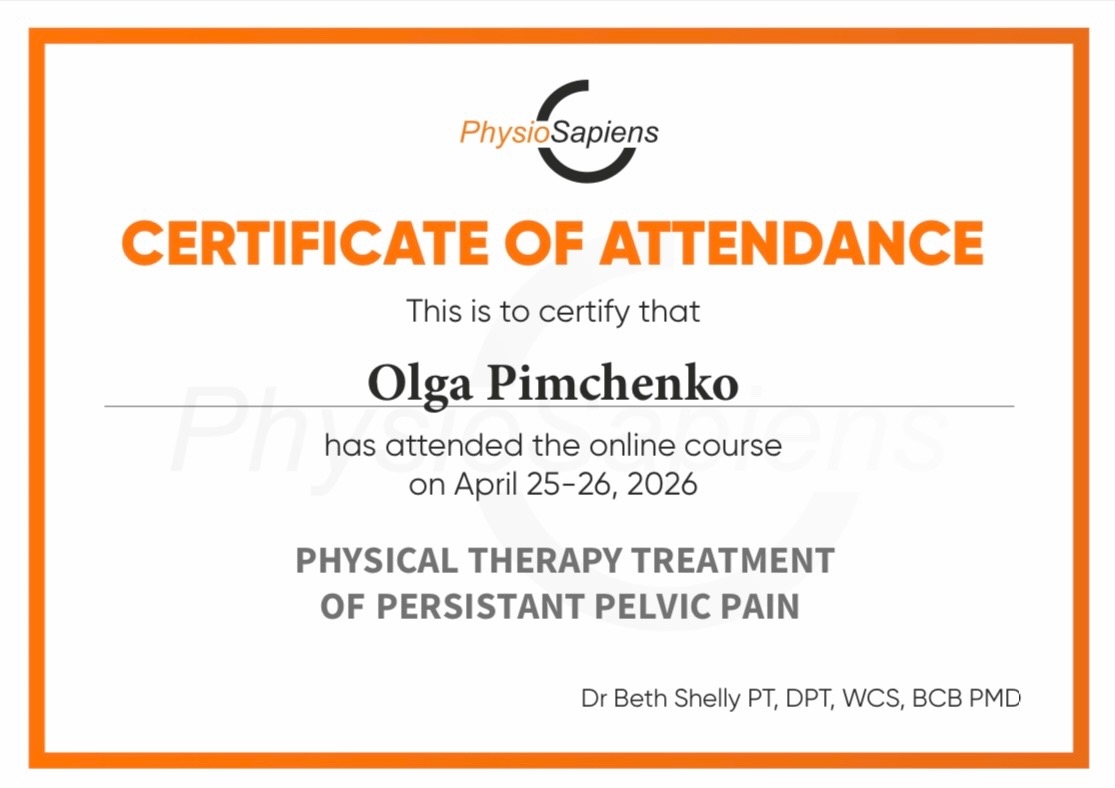 PhysioSapiens
CERTIFICATE OF ATTENDANCE
This is to certify that
Olga Pimchenko
PhysioSapiens
has attended the online course
on April 25-26, 2026
PHYSICAL THERAPY TREATMENT
OF PERSISTANT PELVIC PAIN
Dr Beth Shelly PT, DPT, WCS, BCB PMD